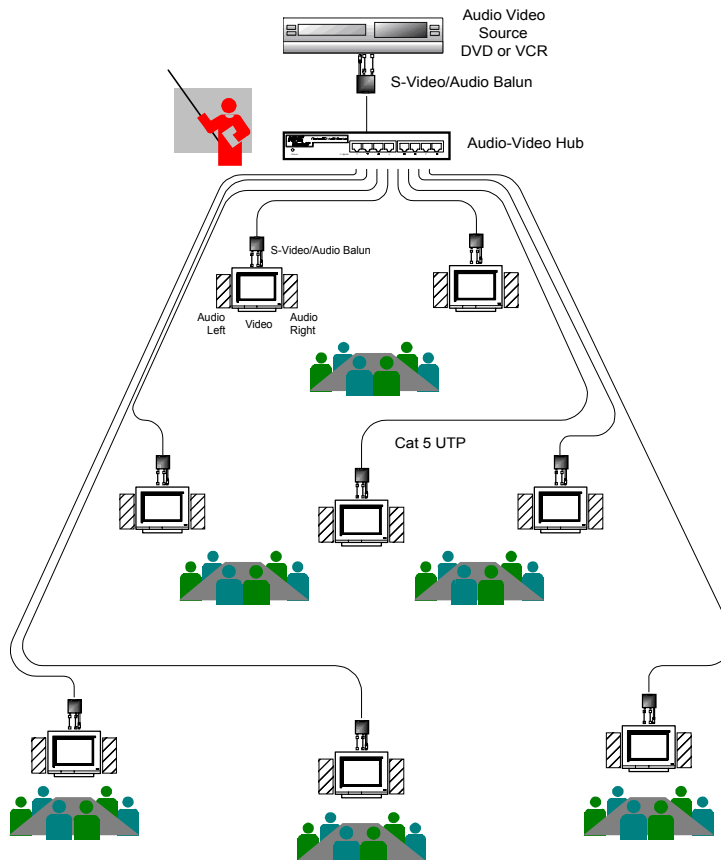 Audio Video
Source
DVD or VCR
S-Video/Audio Balun
Audio-Video Hub
S-Video/Audio Balun
Audio
Left
Video
Audio
Right
Cat 5 UTP